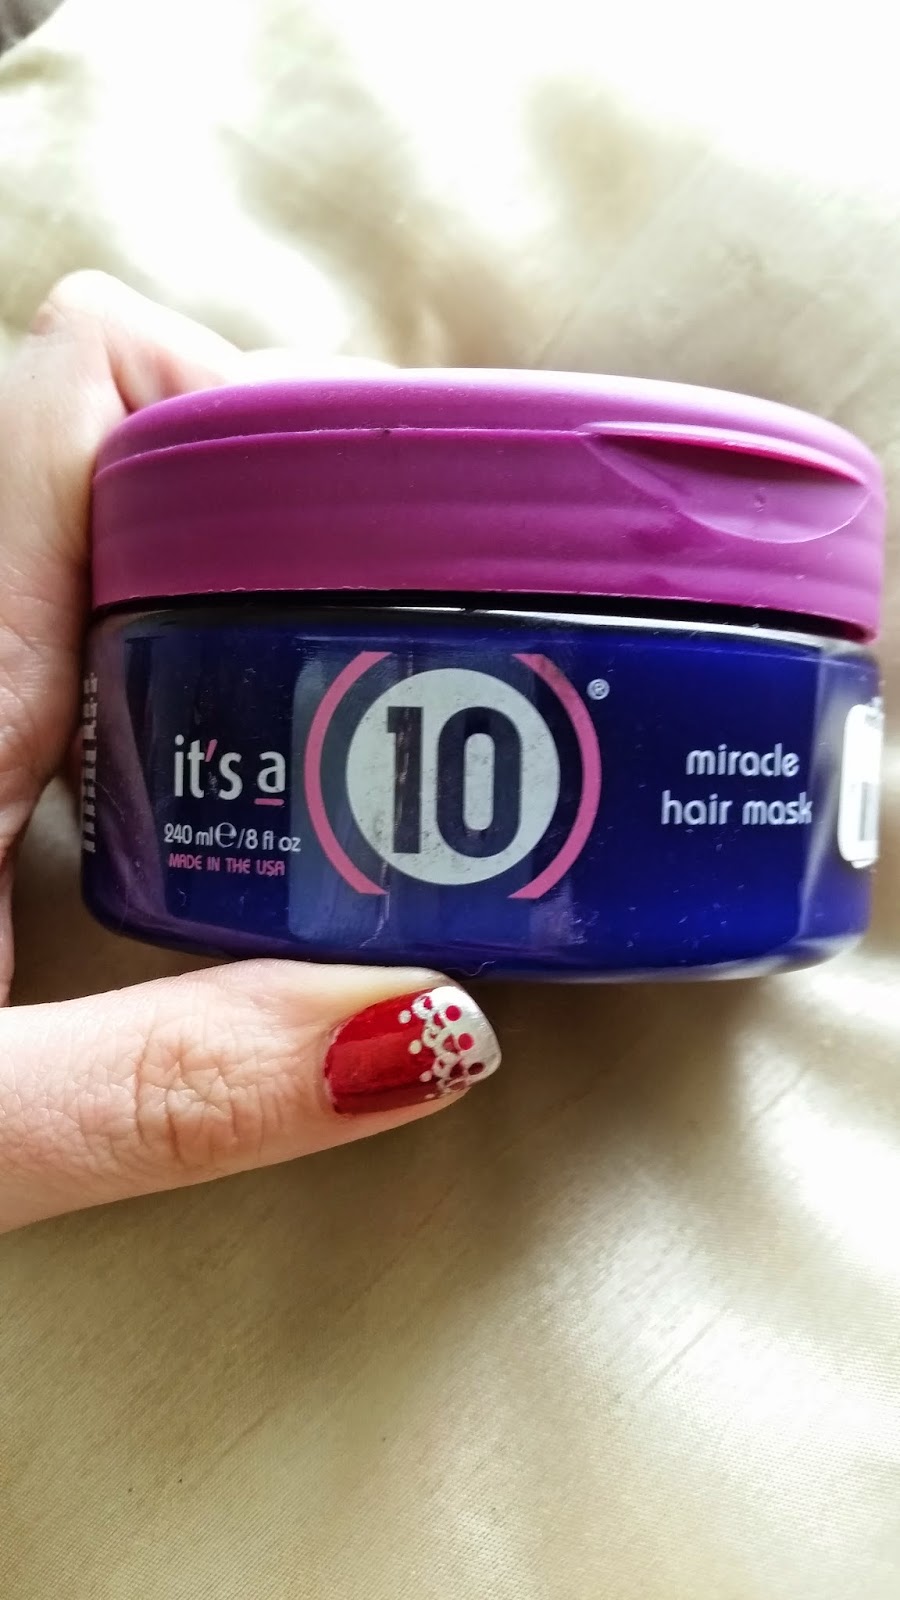 it's a 10®
240 ml℮/8 fl oz
MADE IN THE USA
miracle
hair mask